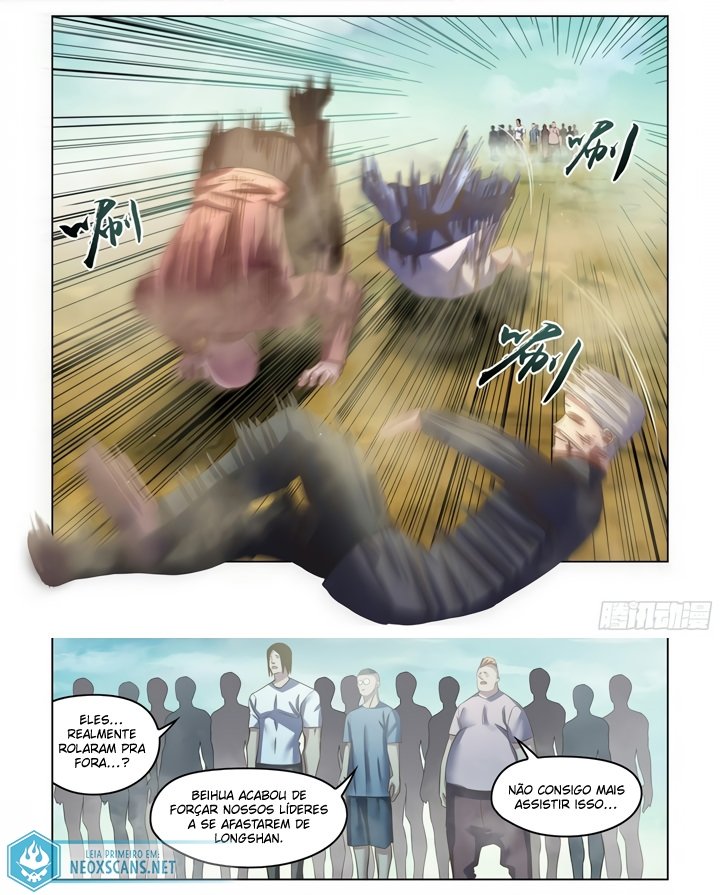 唰
唰
唰
腾讯动漫
ELES...
REALMENTE
ROLARAM PRA
FORA...?
BEIHUA ACABOU DE
FORÇAR NOSSOS LÍDERES
A SE AFASTAREM DE
LONGSHAN.
NÃO CONSIGO MAIS
ASSISTIR ISSO...
LEIA PRIMEIRO EM:
NEOXSCANS.NET